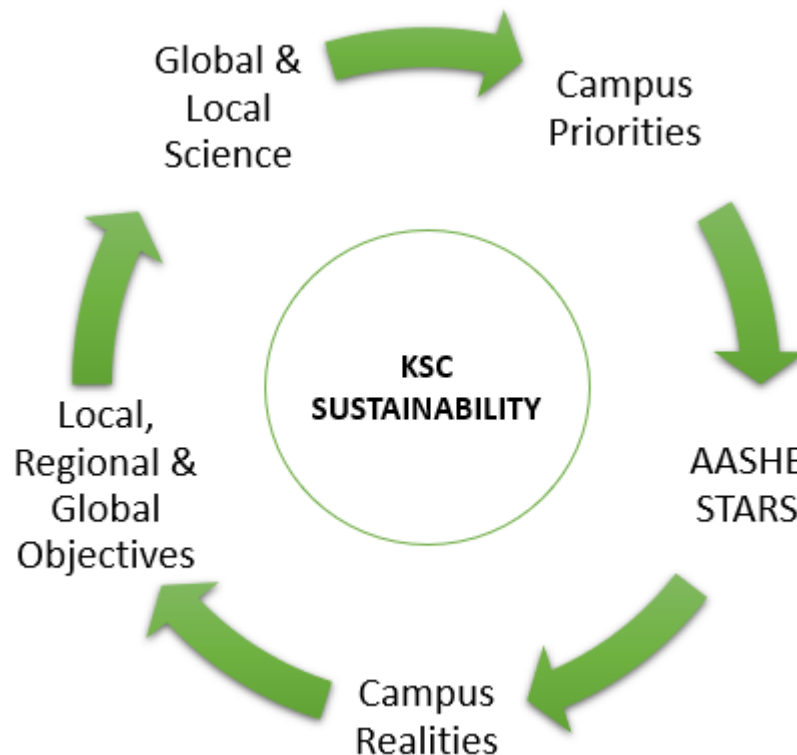 Global &
Local
Science
Campus
Priorities
KSC
SUSTAINABILITY
AASHE
STARS
Local,
Regional &
Global
Objectives
Campus
Realities